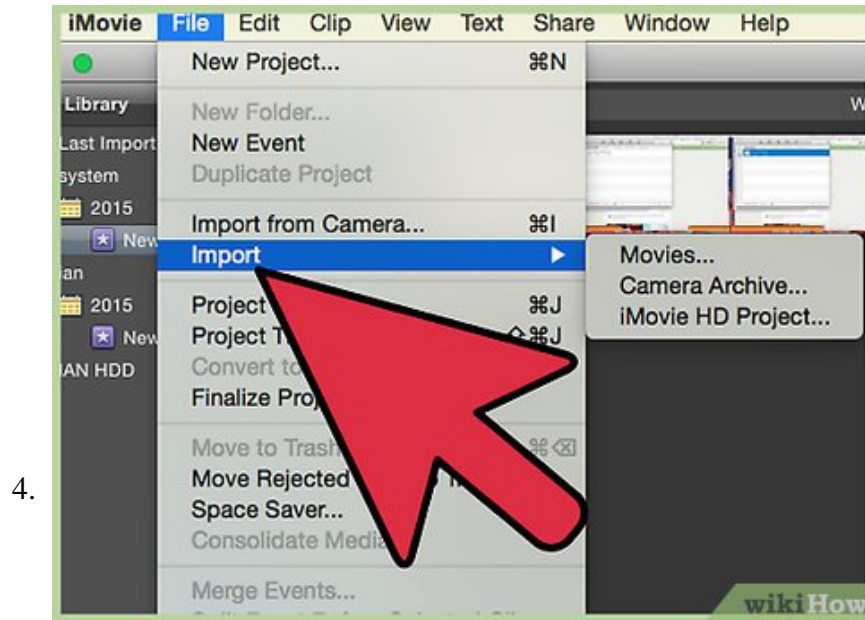 iMovie File Edit Clip View Text Share Window Help
New Project... ⌘N
Library
New Folder...
Last Import
New Event
system
Duplicate Project
2015
Import from Camera... ⌘I
New
Import
Movies...
Camera Archive...
iMovie HD Project...
2015
Project
⌘J
New
Project T
⇧⌘J
HDD
Convert to
Finalize Proj
Move to Trash
⌘⌫
4.
Move Rejected
Space Saver...
Consolidate Media
Merge Events...
wikiHow